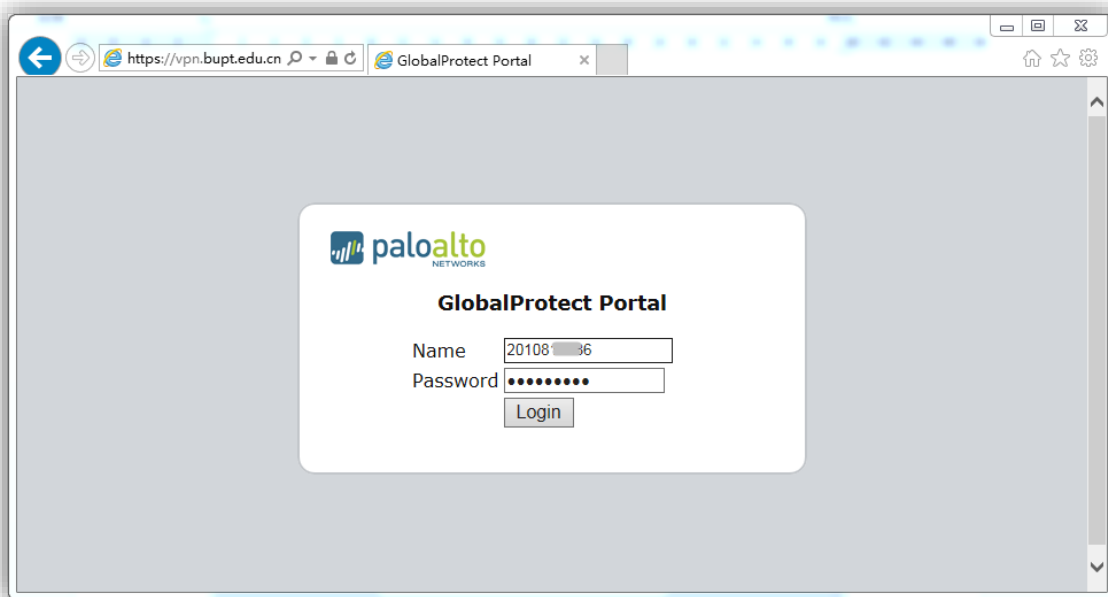 https://vpn.bupt.edu.cn
GlobalProtect Portal
paloalto
NETWORKS
GlobalProtect Portal
Name
Password •••••••••
Login